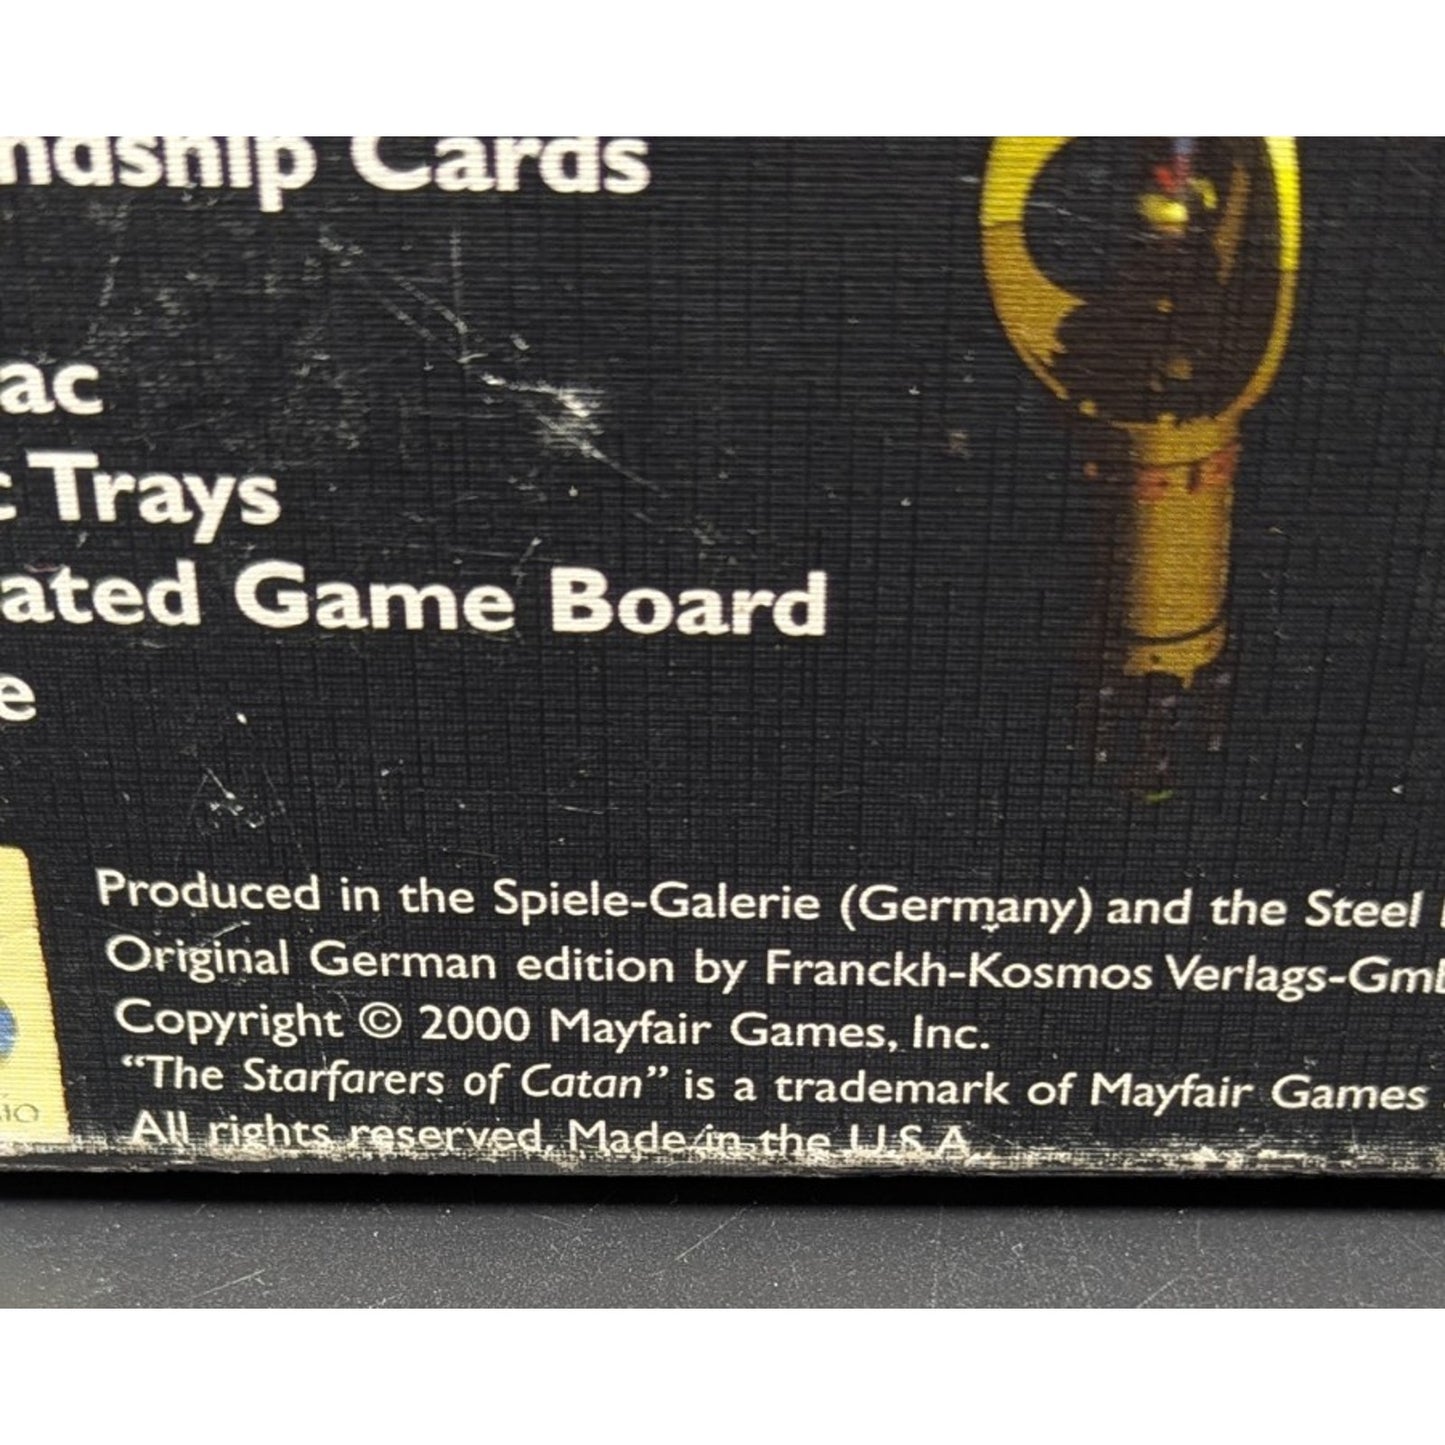 ndship Cards
ac
Trays
ated Game Board
e
Produced in the Spiele-Galerie (Germany) and the Steel
Original German edition by Franckh-Kosmos Verlags-Gmb
Copyright © 2000 Mayfair Games, Inc.
“The Starfarers of Catan” is a trademark of Mayfair Games
All rights reserved. Made in the U.S.A.
io